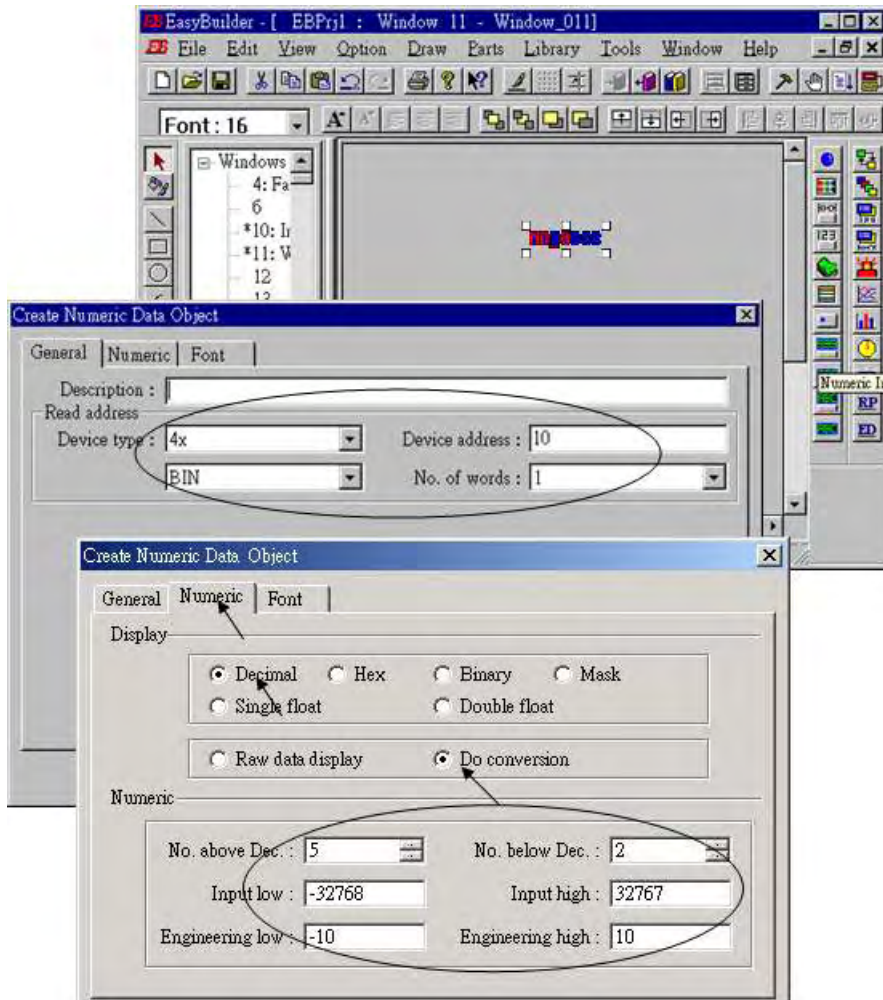 EB EasyBuilder - [ EBPrj1 : Window 11 - Window_011]
EB File Edit View Option Draw Parts Library Tools Window Help
Font : 16
Windows
4: Fa
6
*10: Ir
*11: W
12
13
123
Numeric I
RP
ED
Create Numeric Data Object
General Numeric Font
Description :
Read address
Device type : 4x Device address : 10
BIN No. of words : 1
Create Numeric Data Object
General Numeric Font
Display
Decimal Hex Binary Mask
Single float Double float
Raw data display Do conversion
Numeric
No. above Dec. : 5 No. below Dec. : 2
Input low : -32768 Input high : 32767
Engineering low : -10 Engineering high : 10